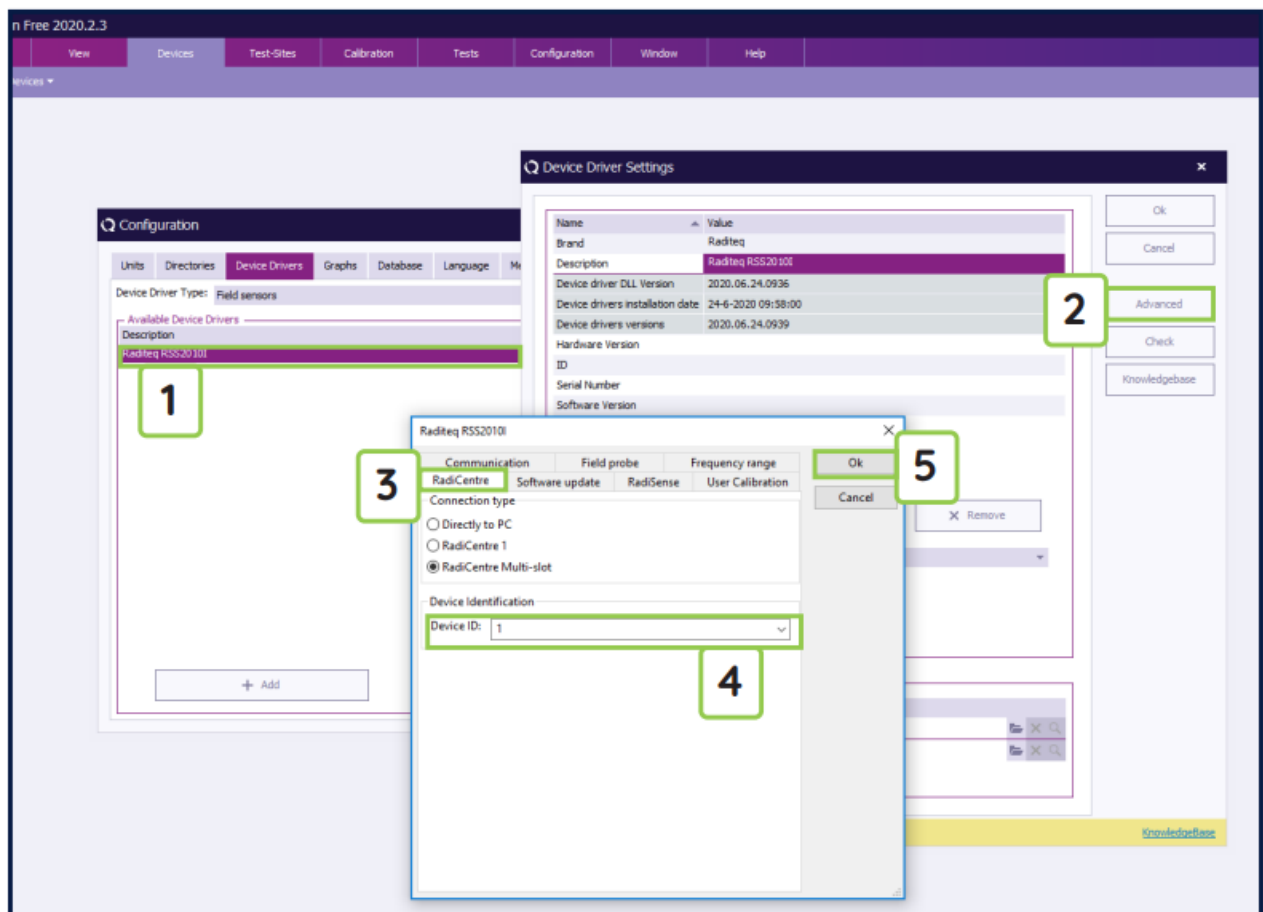 n Free 2020.2.3
View Devices Test-Sites Calibration Tests Configuration Window Help
evices
Device Driver Settings
Ok
Cancel
Advanced
Check
Knowledgebase
2
Name Value
Brand Raditeq
Description Raditeq RSS2010I
Device driver DLL Version 2020.06.24.0936
Device drivers installation date 24-6-2020 09:58:00
Device drivers versions 2020.06.24.0939
Hardware Version
ID
Serial Number
Software Version
Remove
KnowledgeBase
Configuration
Units Directories Device Drivers Graphs Database Language Me
Device Driver Type: Field sensors
Available Device Drivers
Description
Raditeq RSS2010I
1
+ Add
Raditeq RSS2010I
Communication Field probe Frequency range
3
RadiCentre Software update RadiSense User Calibration
Ok
5
Cancel
Connection type
Directly to PC
RadiCentre 1
RadiCentre Multi-slot
Device Identification
Device ID: 1
4